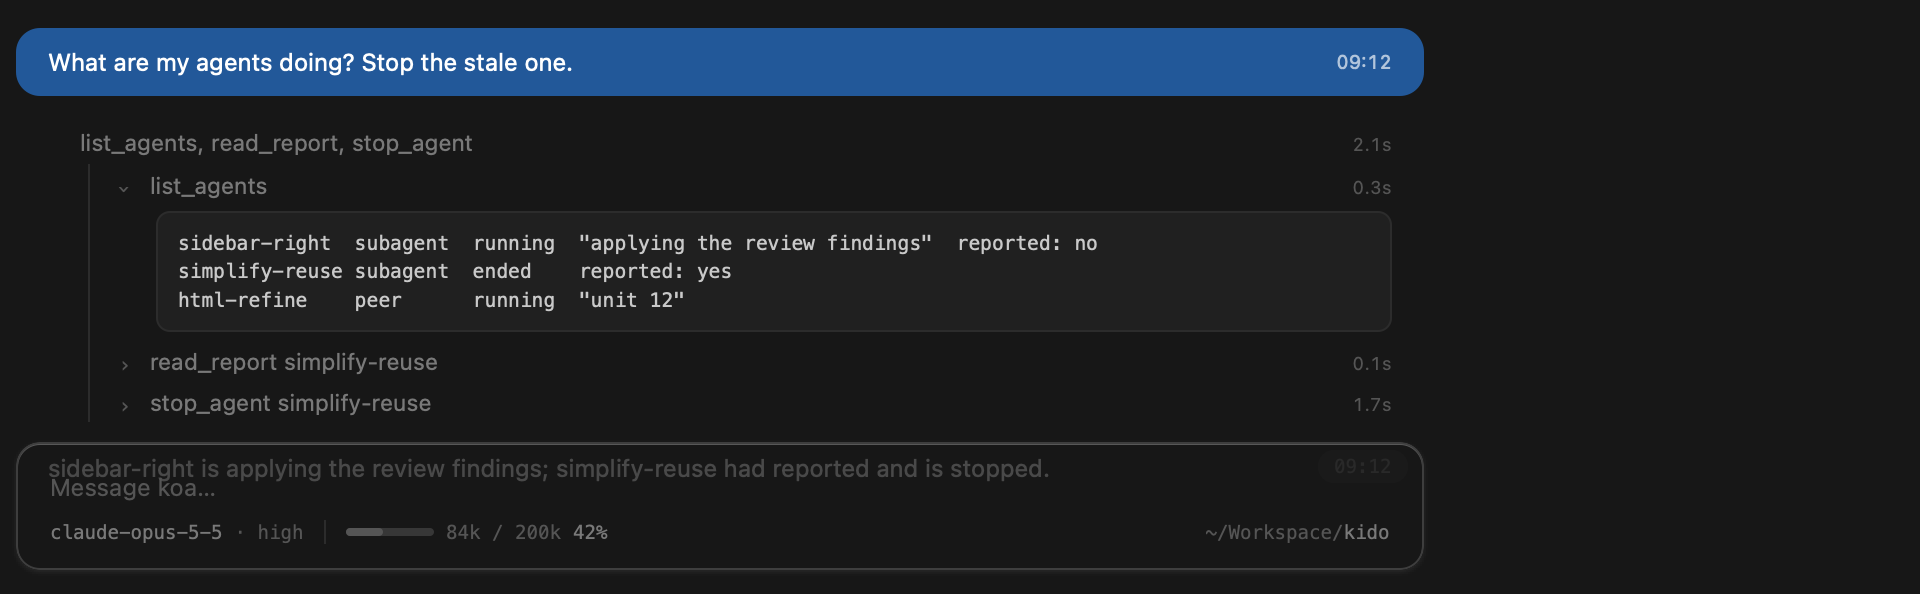 What are my agents doing? Stop the stale one. 09:12
list_agents, read_report, stop_agent 2.1s
list_agents 0.3s
sidebar-right subagent running "applying the review findings" reported: no
simplify-reuse subagent ended reported: yes
html-refine peer running "unit 12"
read_report simplify-reuse 0.1s
stop_agent simplify-reuse 1.7s
sidebar-right is applying the review findings; simplify-reuse had reported and is stopped. 09:12
Message koa...
claude-opus-5-5 · high 84k / 200k 42% ~/Workspace/kido